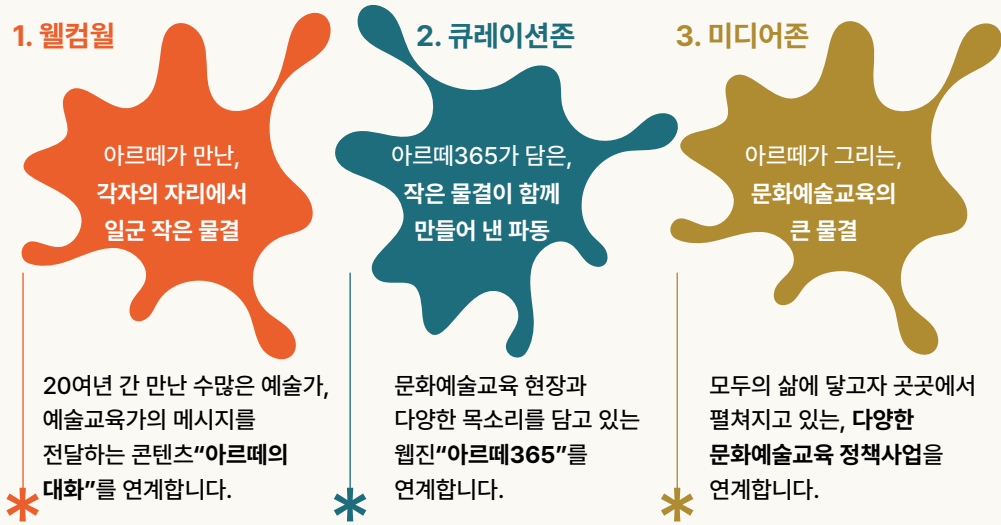 1. 웰컴월
아르떼가 만난,
각자의 자리에서
일군 작은 물결
20여년 간 만난 수많은 예술가,
예술교육가의 메시지를
전달하는 콘텐츠“아르떼의
대화”를 연계합니다.
2. 큐레이션존
아르떼365가 담은,
작은 물결이 함께
만들어 낸 파동
문화예술교육 현장과
다양한 목소리를 담고 있는
웹진“아르떼365”를
연계합니다.
3. 미디어존
아르떼가 그리는,
문화예술교육의
큰 물결
모두의 삶에 닿고자 곳곳에서
펼쳐지고 있는, 다양한
문화예술교육 정책사업을
연계합니다.